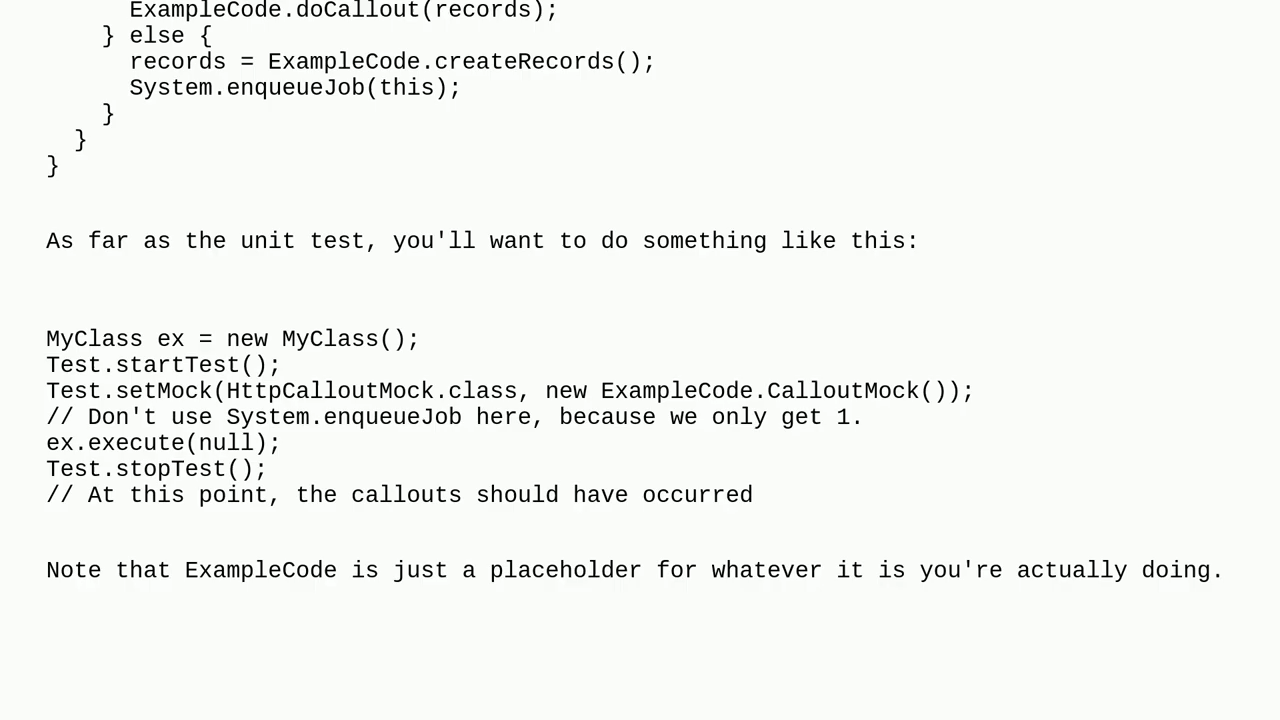 ExampleCode.doCallout(records);
} else {
records = ExampleCode.createRecords();
System.enqueueJob(this);
}
}
}
As far as the unit test, you'll want to do something like this:
MyClass ex = new MyClass();
Test.startTest();
Test.setMock(HttpCalloutMock.class, new ExampleCode.CalloutMock());
// Don't use System.enqueueJob here, because we only get 1.
ex.execute(null);
Test.stopTest();
// At this point, the callouts should have occurred
Note that ExampleCode is just a placeholder for whatever it is you're actually doing.